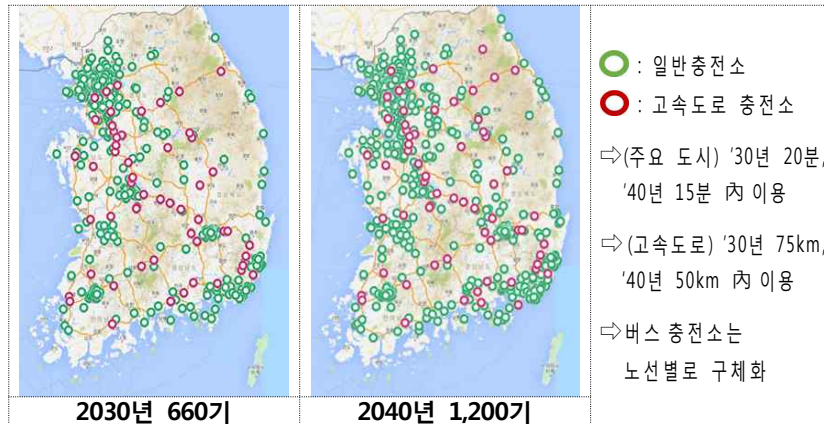 : 일반충전소
: 고속도로 충전소
⇨(주요 도시) '30년 20분,
'40년 15분 內 이용
⇨(고속도로) '30년 75km,
'40년 50km 內 이용
⇨버스 충전소는
노선별로 구체화
2030년 660기
2040년 1,200기